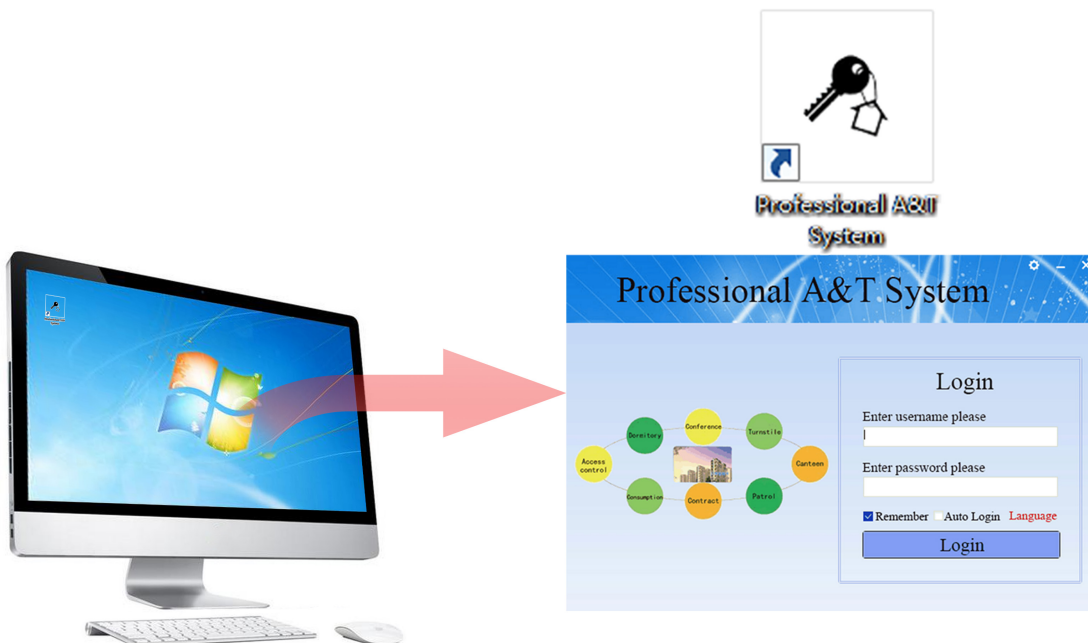 Professional A&T
System
Professional A&T System
Login
Enter username please
Enter password please
Remember Auto Login Language
Login
Conference
Dormitory
Turnstile
Access
control
Canteen
Consumption
Contract
Patrol